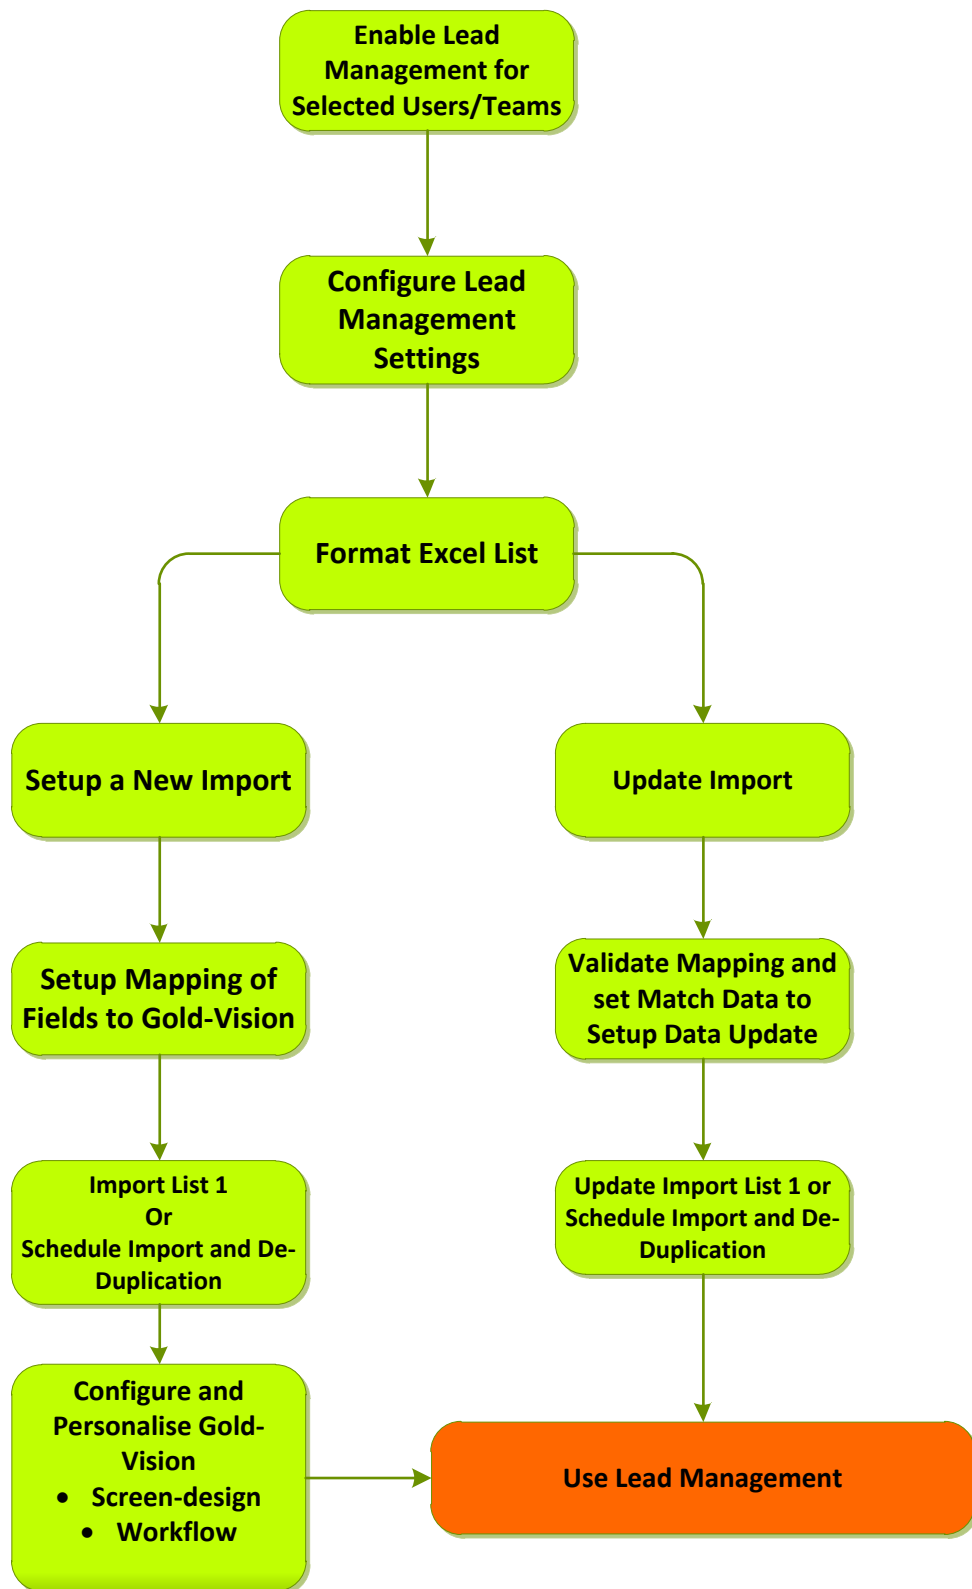 Enable Lead
Management for
Selected Users/Teams
Configure Lead
Management
Settings
Format Excel List
Setup a New Import
Update Import
Setup Mapping of
Fields to Gold-Vision
Validate Mapping and
set Match Data to
Setup Data Update
Import List 1
Or
Schedule Import and De-
Duplication
Update Import List 1 or
Schedule Import and De-
Duplication
Configure and
Personalise Gold-
Vision
• Screen-design
• Workflow
Use Lead Management